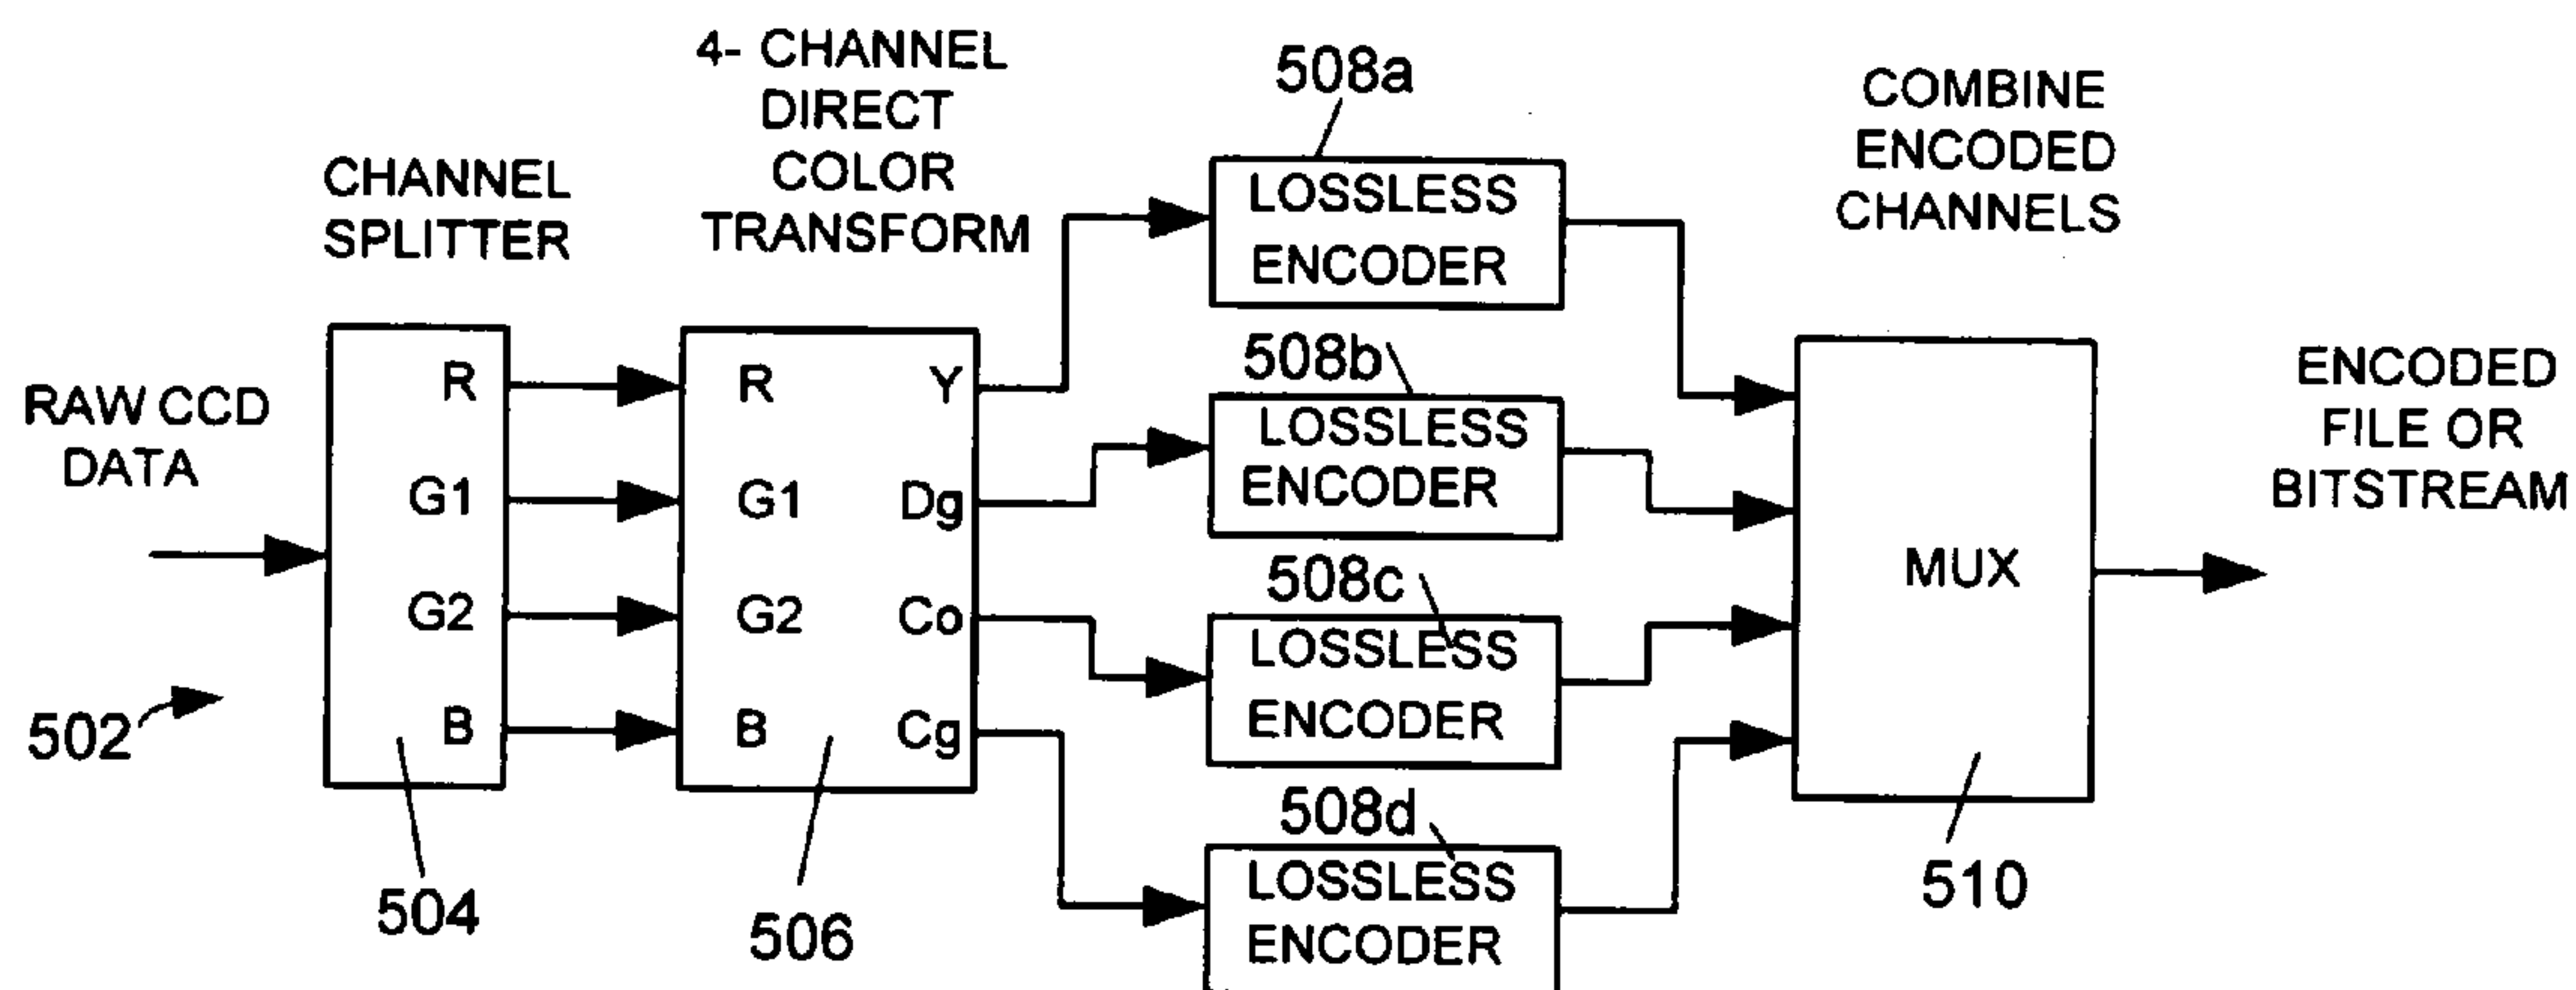 4- CHANNEL
DIRECT
COLOR
TRANSFORM
CHANNEL
SPLITTER
COMBINE
ENCODED
CHANNELS
RAW CCD
DATA
R
G1
G2
B
R
G1
G2
B
Y
Dg
Co
Cg
508a
LOSSLESS
ENCODER
508b
LOSSLESS
ENCODER
508c
LOSSLESS
ENCODER
508d
LOSSLESS
ENCODER
MUX
ENCODED
FILE OR
BITSTREAM
502
504
506
510